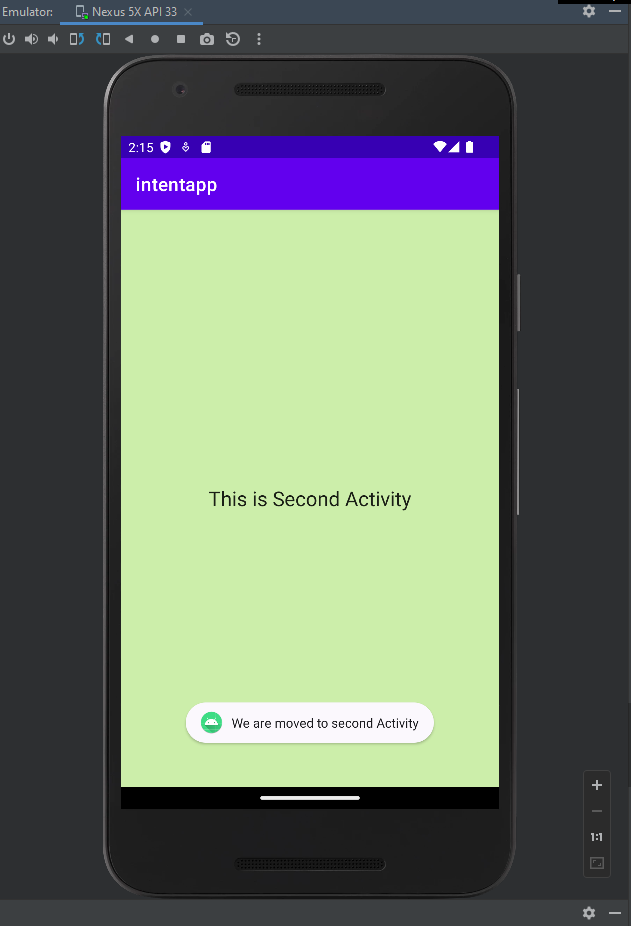 Emulator:
Nexus 5X API 33
2:15
intentapp
This is Second Activity
We are moved to second Activity
1:1